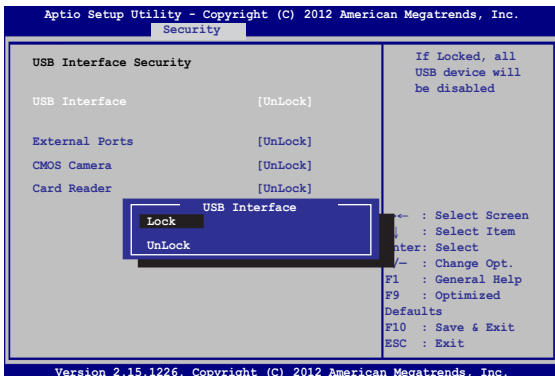 Aptio Setup Utility - Copyright (C) 2012 American Megatrends, Inc.
Security
USB Interface Security
USB Interface [UnLock]
External Ports [UnLock]
CMOS Camera [UnLock]
Card Reader [UnLock]
USB Interface
Lock
UnLock
If Locked, all
USB device will
be disabled
: Select Screen
: Select Item
nter: Select
/— : Change Opt.
F1 : General Help
F9 : Optimized
Defaults
F10 : Save & Exit
ESC : Exit
Version 2.15.1226. Copyright (C) 2012 American Megatrends, Inc.